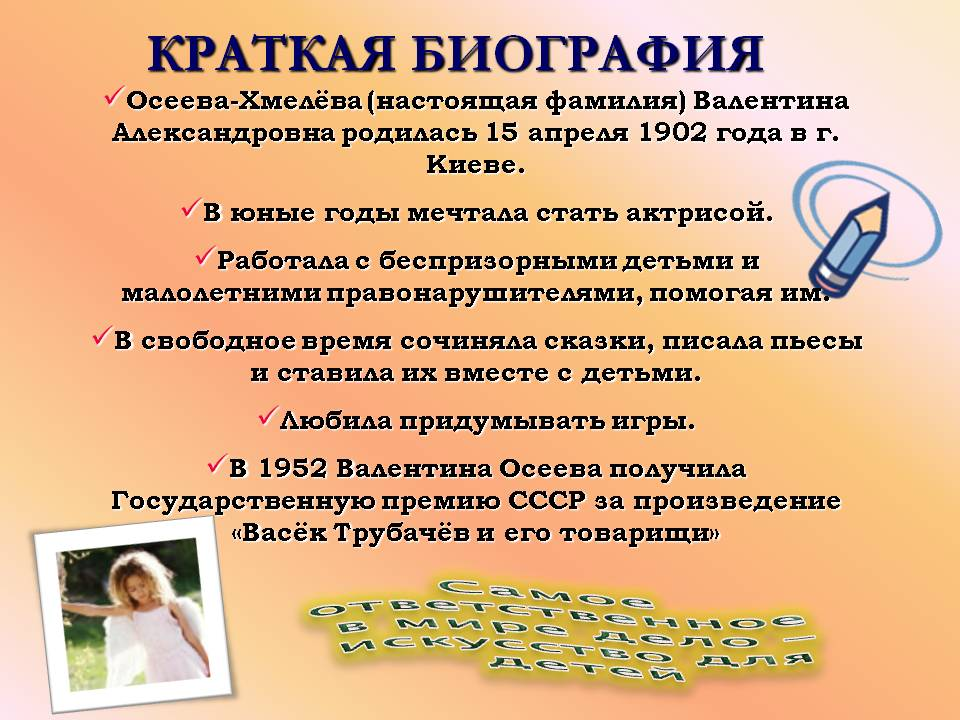 КРАТКАЯ БИОГРАФИЯ
✓Осеева-Хмелёва (настоящая фамилия) Валентина
Александровна родилась 15 апреля 1902 года в г.
Киеве.
✓В юные годы мечтала стать актрисой.
✓Работала с беспризорными детьми и
малолетними правонарушителями, помогая им.
✓В свободное время сочиняла сказки, писала пьесы
и ставила их вместе с детьми.
✓Любила придумывать игры.
✓В 1952 Валентина Осеева получила
Государственную премию СССР за произведение
«Васёк Трубачёв и его товарищи»
Самое
ответственное
в мире дело –
искусство для
детей